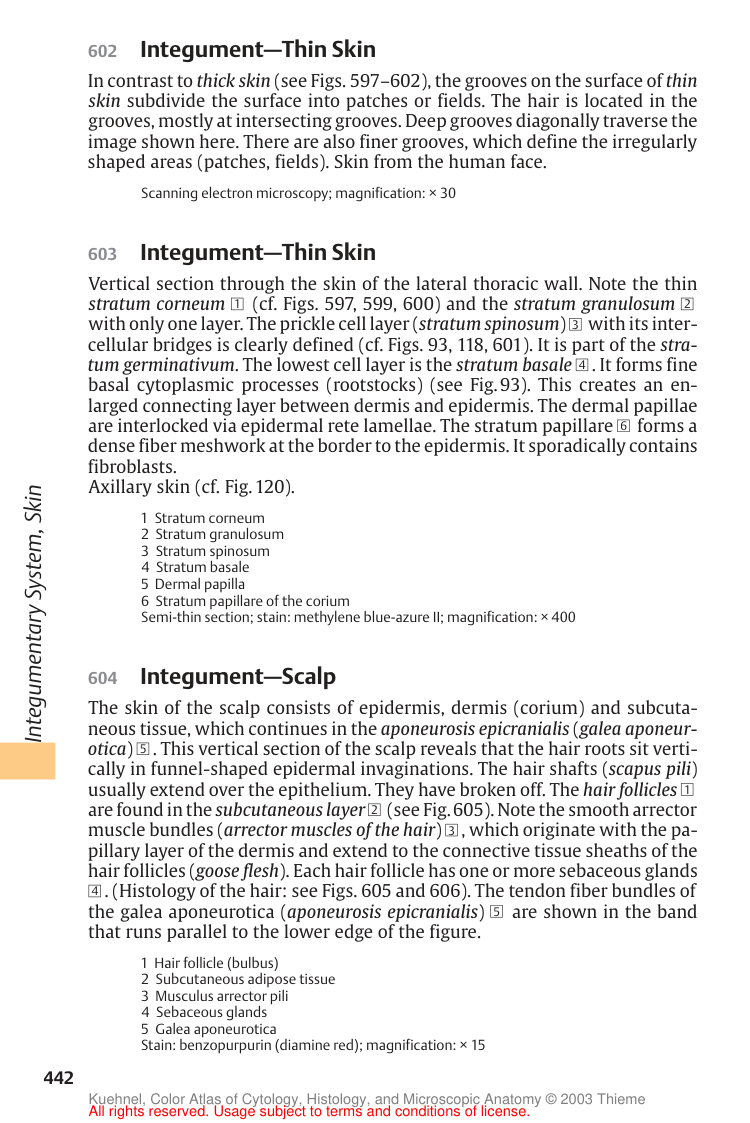 602 Integument—Thin Skin
In contrast to thick skin (see Figs. 597–602), the grooves on the surface of thin
skin subdivide the surface into patches or fields. The hair is located in the
grooves, mostly at intersecting grooves. Deep grooves diagonally traverse the
image shown here. There are also finer grooves, which define the irregularly
shaped areas (patches, fields). Skin from the human face.
Scanning electron microscopy; magnification: × 30
603 Integument—Thin Skin
Vertical section through the skin of the lateral thoracic wall. Note the thin
stratum corneum 1 (cf. Figs. 597, 599, 600) and the stratum granulosum 2
with only one layer. The prickle cell layer (stratum spinosum) 3 with its inter-
cellular bridges is clearly defined (cf. Figs. 93, 118, 601). It is part of the stra-
tum germinativum. The lowest cell layer is the stratum basale 4. It forms fine
basal cytoplasmic processes (rootstocks) (see Fig. 93). This creates an en-
larged connecting layer between dermis and epidermis. The dermal papillae
are interlocked via epidermal rete lamellae. The stratum papillare 6 forms a
dense fiber meshwork at the border to the epidermis. It sporadically contains
fibroblasts.
Axillary skin (cf. Fig. 120).
1 Stratum corneum
2 Stratum granulosum
3 Stratum spinosum
4 Stratum basale
5 Dermal papilla
6 Stratum papillare of the corium
Semi-thin section; stain: methylene blue-azure II; magnification: × 400
Integumentary System, Skin
604 Integument—Scalp
The skin of the scalp consists of epidermis, dermis (corium) and subcuta-
neous tissue, which continues in the aponeurosis epicranialis (galea aponeur-
otica) 5. This vertical section of the scalp reveals that the hair roots sit verti-
cally in funnel-shaped epidermal invaginations. The hair shafts (scapus pili)
usually extend over the epithelium. They have broken off. The hair follicles 1
are found in the subcutaneous layer 2 (see Fig. 605). Note the smooth arrector
muscle bundles (arrector muscles of the hair) 3, which originate with the pa-
pillary layer of the dermis and extend to the connective tissue sheaths of the
hair follicles (goose flesh). Each hair follicle has one or more sebaceous glands
4. (Histology of the hair: see Figs. 605 and 606). The tendon fiber bundles of
the galea aponeurotica (aponeurosis epicranialis) 5 are shown in the band
that runs parallel to the lower edge of the figure.
1 Hair follicle (bulbus)
2 Subcutaneous adipose tissue
3 Musculus arrector pili
4 Sebaceous glands
5 Galea aponeurotica
Stain: benzopurpurin (diamine red); magnification: × 15
442
Kuehnel, Color Atlas of Cytology, Histology, and Microscopic Anatomy © 2003 Thieme
All rights reserved. Usage subject to terms and conditions of license.